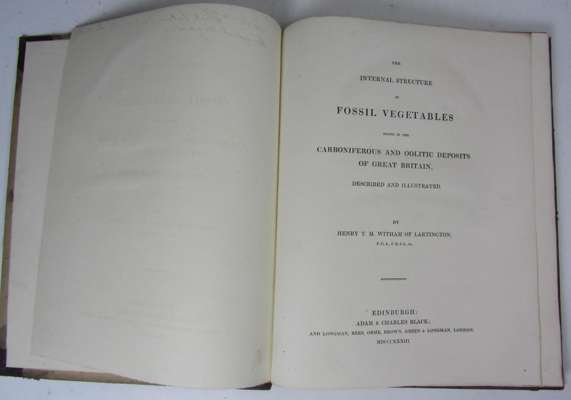 THE
INTERNAL STRUCTURE
OF
FOSSIL VEGETABLES
FOUND IN THE
CARBONIFEROUS AND OOLITIC DEPOSITS
OF GREAT BRITAIN,
DESCRIBED AND ILLUSTRATED
BY
HENRY T. M. WITHAM OF LARTINGTON,
EDINBURGH:
ADAM & CHARLES BLACK;
AND LONGMAN, REES, ORME, BROWN, GREEN & LONGMAN, LONDON.
MDCCCXXXIII.